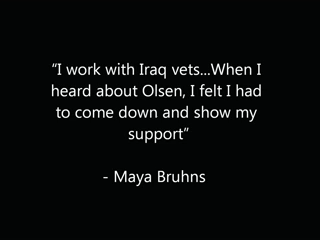 “I work with Iraq vets...When I
heard about Olsen, I felt I had
to come down and show my
support”
- Maya Bruhns